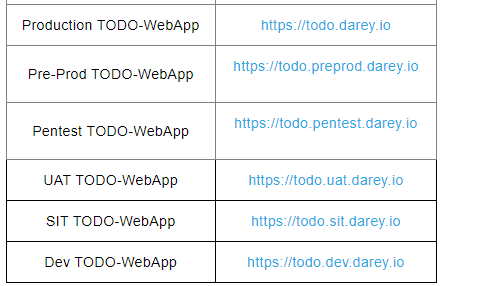 Production TODO-WebApp https://todo.darey.io
Pre-Prod TODO-WebApp https://todo.preprod.darey.io
Pentest TODO-WebApp https://todo.pentest.darey.io
UAT TODO-WebApp https://todo.uat.darey.io
SIT TODO-WebApp https://todo.sit.darey.io
Dev TODO-WebApp https://todo.dev.darey.io